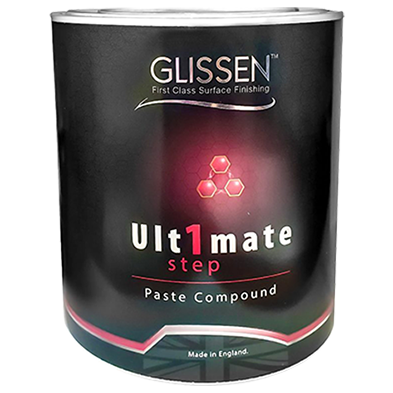 GLISSEN™
First Class Surface Finishing
Ult1mate
step
Paste Compound
Made in England.